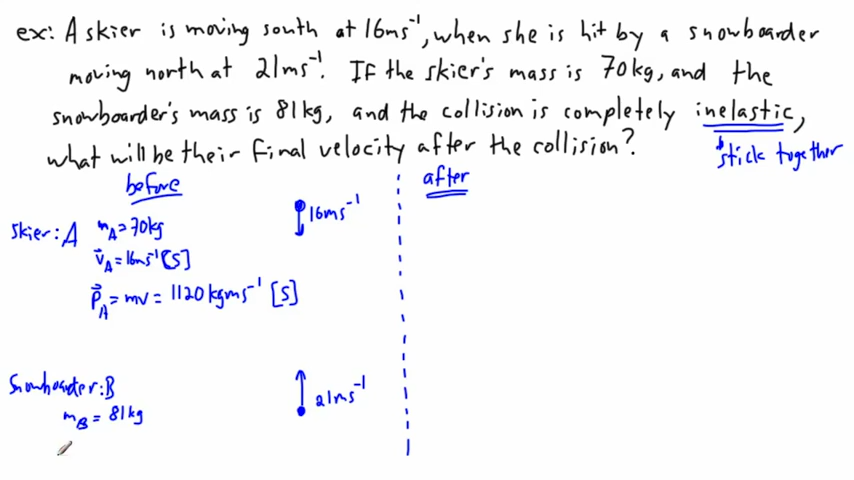 ex: A skier is moving south at 16ms⁻¹, when she is hit by a snowboarder
moving north at 21ms⁻¹. If the skier's mass is 70kg, and the
snowboarder's mass is 81kg, and the collision is completely inelastic,
what will be their final velocity after the collision?
stick together
before
after
Skier: A
m_A = 70kg
16ms⁻¹
v⃗_A = 16ms⁻¹ [S]
p⃗_A = mv = 1120 kgms⁻¹ [S]
Snowboarder: B
21ms⁻¹
m_B = 81kg